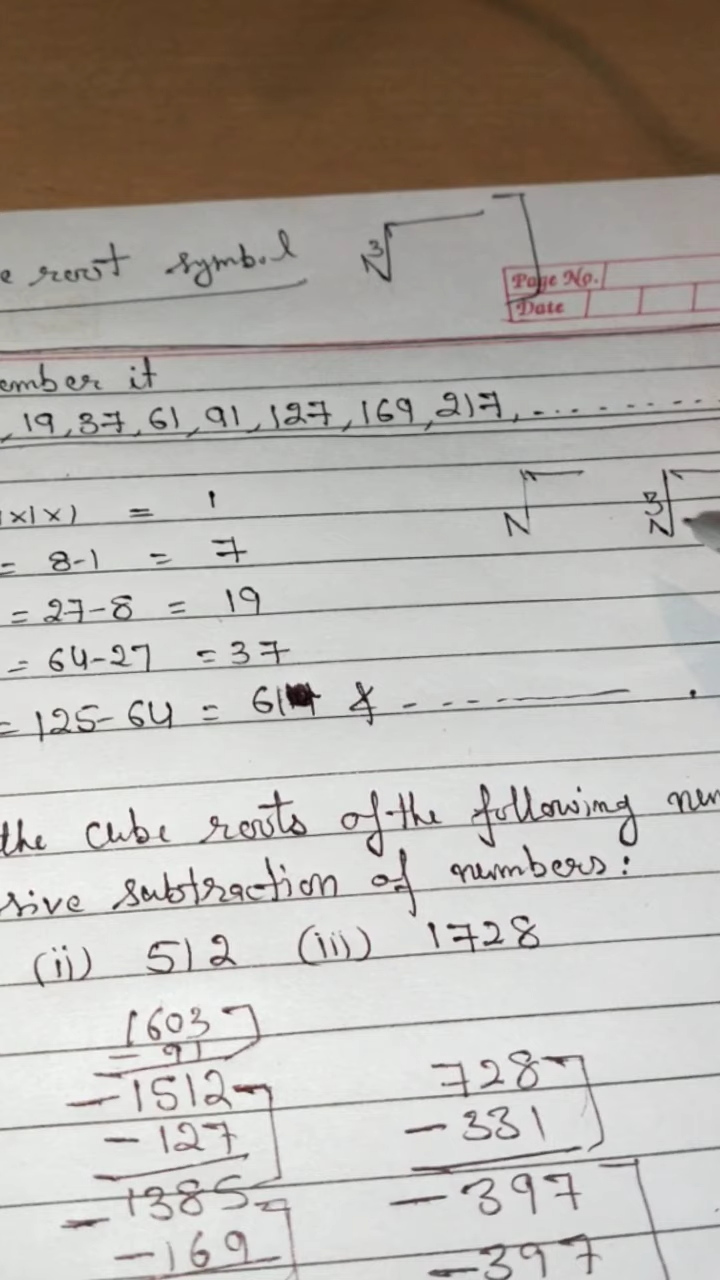 e root symbol ∛ ]
Page No.
Date
ember it
, 19, 37, 61, 91, 127, 169, 217, - - - - - - - - -
1×1×1 = 1 √ ∛
= 8-1 = 7
= 27-8 = 19
= 64-27 = 37
= 125-64 = 61 & - - - - - .
the cube roots of the following num
sive subtraction of numbers:
(ii) 512 (iii) 1728
1603
= 91
-1512
-127
-1385
-169
728
-331
-397
-397